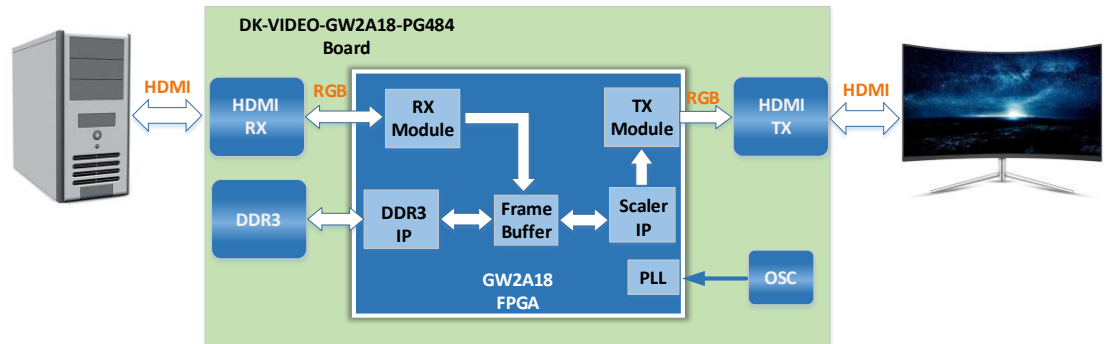 DK-VIDEO-GW2A18-PG484
Board
HDMI
HDMI
RX
RGB
RX
Module
TX
Module
RGB
HDMI
TX
HDMI
DDR3
DDR3
IP
Frame
Buffer
Scaler
IP
PLL
OSC
GW2A18
FPGA